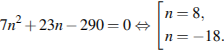 7n² + 23n − 290 = 0 ⇔ [ n = 8,
n = −18.